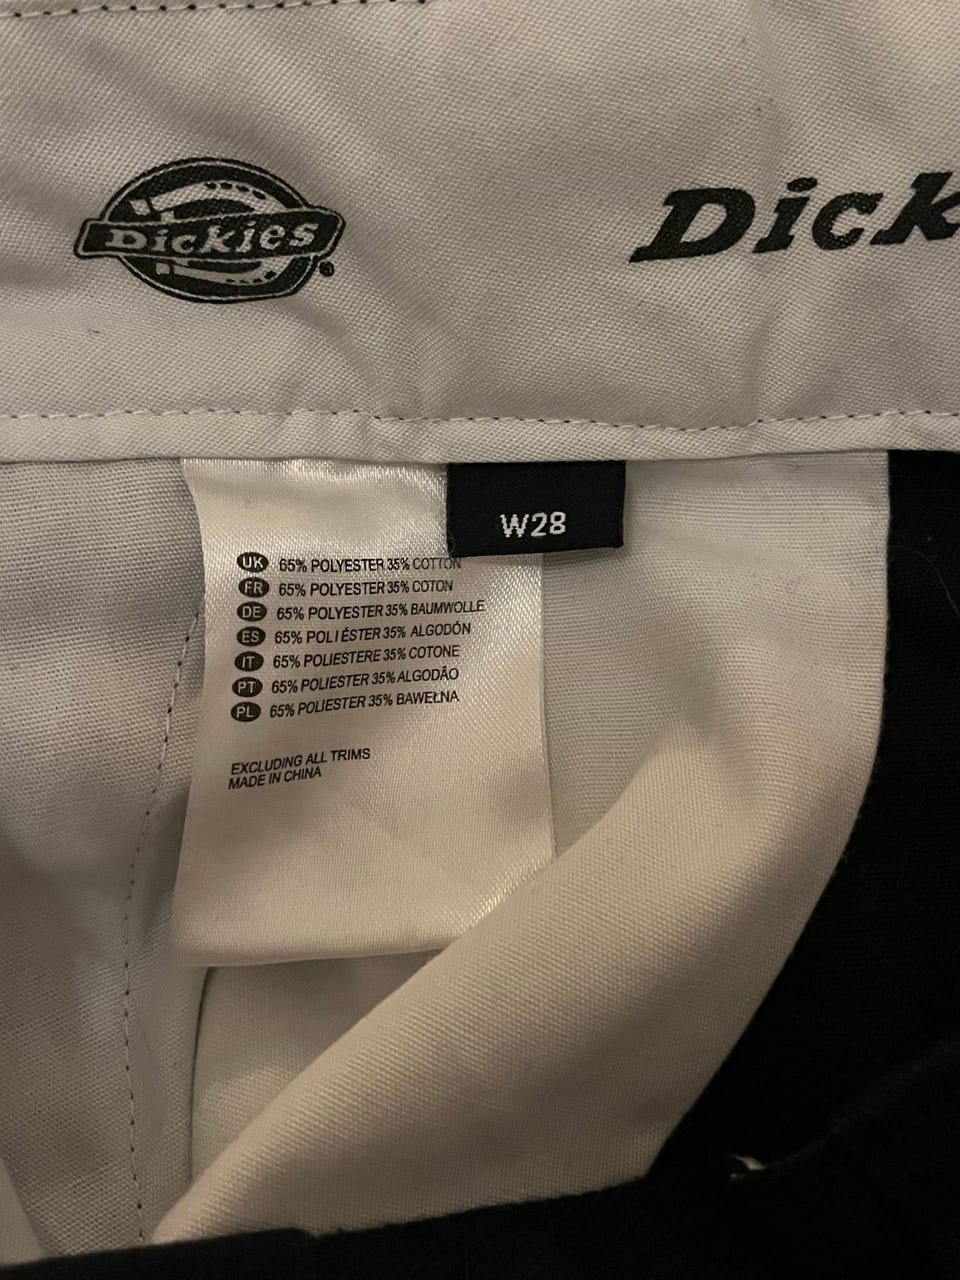 Dickies
Dick
W28
UK 65% POLYESTER 35% COTTON
FR 65% POLYESTER 35% COTON
DE 65% POLYESTER 35% BAUMWOLLE
ES 65% POLIÉSTER 35% ALGODÓN
IT 65% POLIESTERE 35% COTONE
PT 65% POLIESTER 35% ALGODÃO
PL 65% POLIESTER 35% BAWEŁNA
EXCLUDING ALL TRIMS
MADE IN CHINA